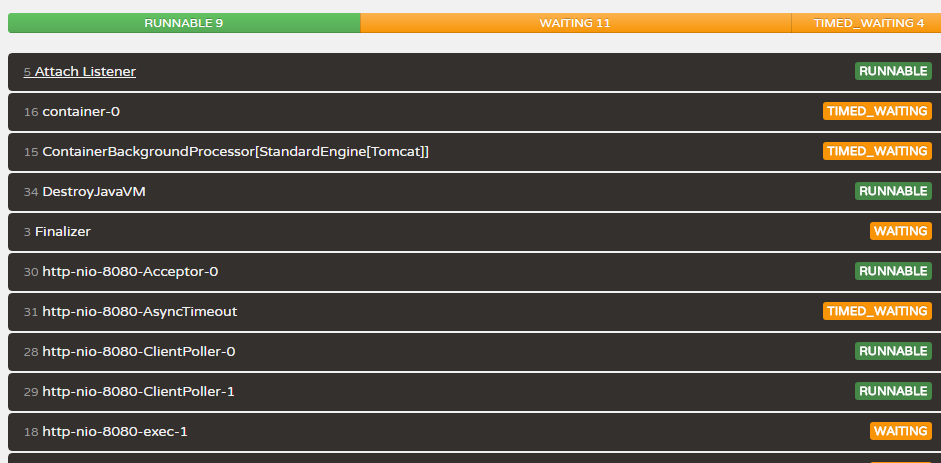 RUNNABLE 9 WAITING 11 TIMED_WAITING 4
5 Attach Listener RUNNABLE
16 container-0 TIMED_WAITING
15 ContainerBackgroundProcessor[StandardEngine[Tomcat]] TIMED_WAITING
34 DestroyJavaVM RUNNABLE
3 Finalizer WAITING
30 http-nio-8080-Acceptor-0 RUNNABLE
31 http-nio-8080-AsyncTimeout TIMED_WAITING
28 http-nio-8080-ClientPoller-0 RUNNABLE
29 http-nio-8080-ClientPoller-1 RUNNABLE
18 http-nio-8080-exec-1 WAITING